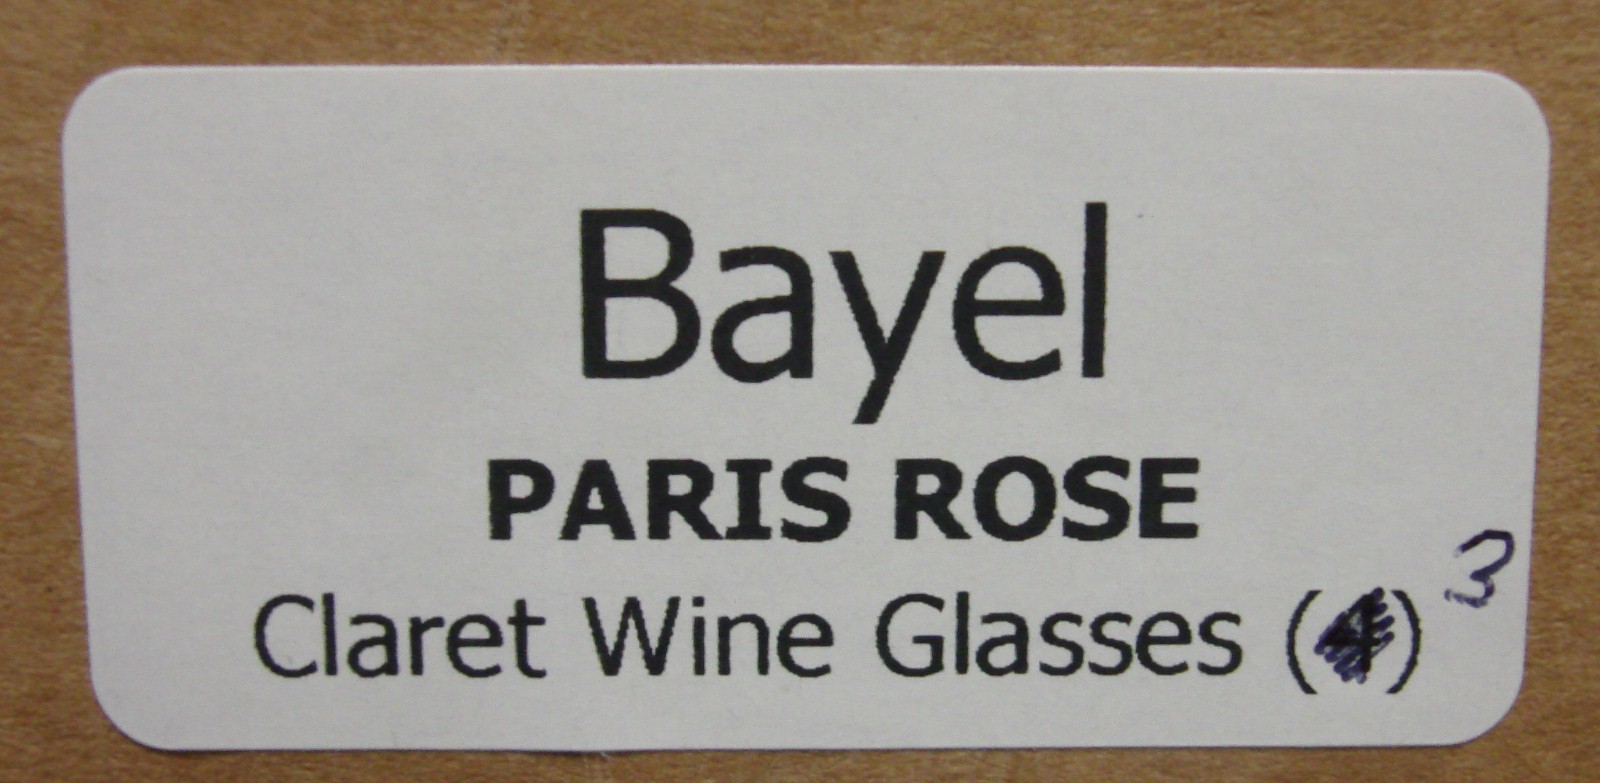 Bayel
PARIS ROSE
Claret Wine Glasses (4) 3